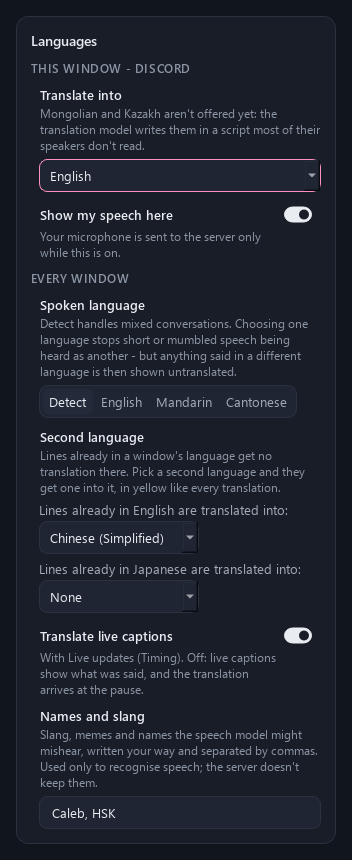 Languages
THIS WINDOW - DISCORD
Translate into
Mongolian and Kazakh aren't offered yet: the
translation model writes them in a script most of their
speakers don't read.
English
Show my speech here
Your microphone is sent to the server only
while this is on.
EVERY WINDOW
Spoken language
Detect handles mixed conversations. Choosing one
language stops short or mumbled speech being
heard as another - but anything said in a different
language is then shown untranslated.
Detect English Mandarin Cantonese
Second language
Lines already in a window's language get no
translation there. Pick a second language and they
get one into it, in yellow like every translation.
Lines already in English are translated into:
Chinese (Simplified)
Lines already in Japanese are translated into:
None
Translate live captions
With Live updates (Timing). Off: live captions
show what was said, and the translation
arrives at the pause.
Names and slang
Slang, memes and names the speech model might
mishear, written your way and separated by commas.
Used only to recognise speech; the server doesn't
keep them.
Caleb, HSK